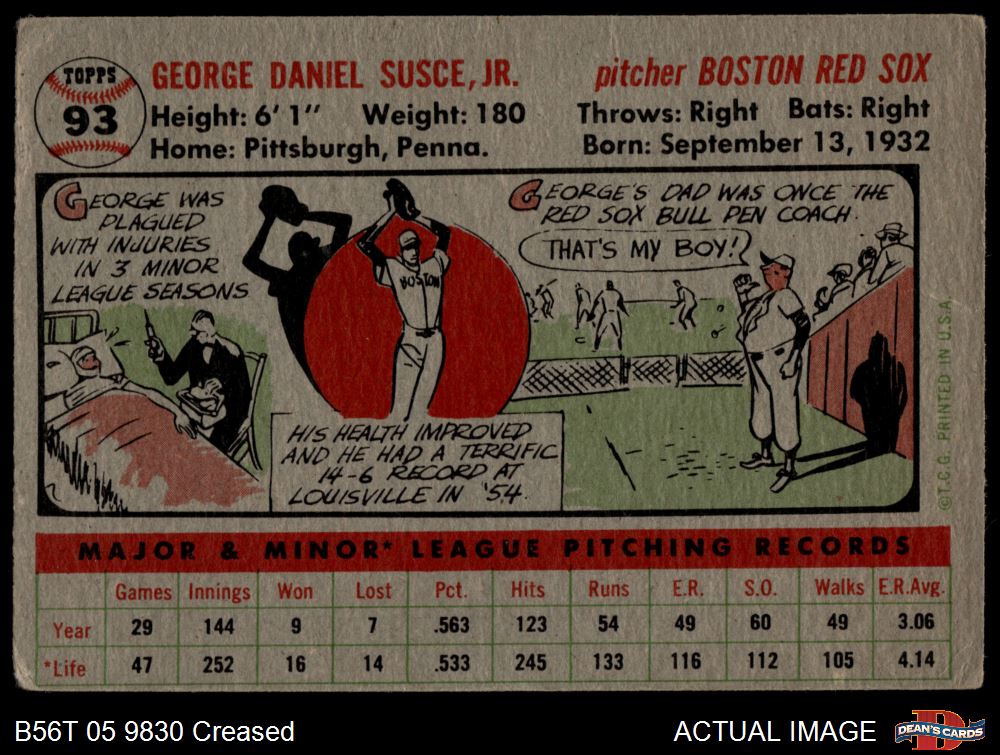 TOPPS
93
GEORGE DANIEL SUSCE, JR.
pitcher BOSTON RED SOX
Height: 6' 1" Weight: 180
Throws: Right Bats: Right
Home: Pittsburgh, Penna.
Born: September 13, 1932
GEORGE WAS
PLAGUED
WITH INJURIES
IN 3 MINOR
LEAGUE SEASONS
BOSTON
HIS HEALTH IMPROVED
AND HE HAD A TERRIFIC
14-6 RECORD AT
LOUISVILLE IN '54.
GEORGE'S DAD WAS ONCE THE
RED SOX BULL PEN COACH.
THAT'S MY BOY!
©T.C.G. PRINTED IN U.S.A.
MAJOR & MINOR* LEAGUE PITCHING RECORDS
Games Innings Won Lost Pct. Hits Runs E.R. S.O. Walks E.R.Avg.
Year 29 144 9 7 .563 123 54 49 60 49 3.06
*Life 47 252 16 14 .533 245 133 116 112 105 4.14
B56T 05 9830 Creased
ACTUAL IMAGE
DEAN'S CARDS